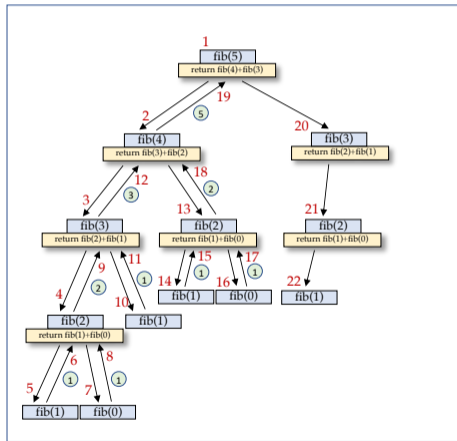 1
fib(5)
return fib(4)+fib(3)
2
19
5
20
fib(4)
return fib(3)+fib(2)
fib(3)
return fib(2)+fib(1)
3
12
3
13
18
2
21
fib(3)
return fib(2)+fib(1)
fib(2)
return fib(1)+fib(0)
fib(2)
return fib(1)+fib(0)
4
9
2
10
11
1
14
15
1
16
17
1
22
fib(1)
fib(0)
fib(1)
fib(2)
return fib(1)+fib(0)
fib(1)
5
6
1
7
8
1
fib(1)
fib(0)